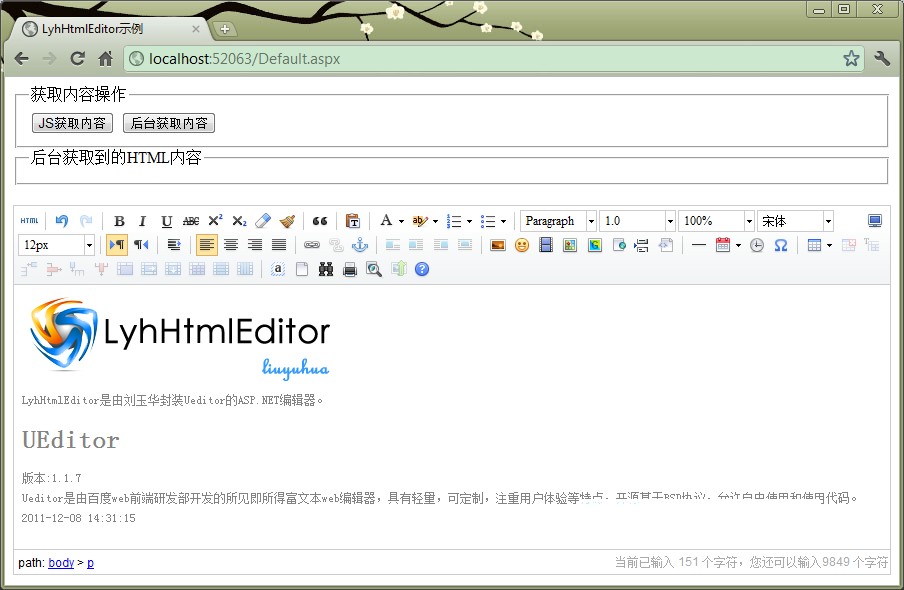 LyhHtmlEditor示例
localhost:52063/Default.aspx
获取内容操作
JS获取内容 后台获取内容
后台获取到的HTML内容
HTML B I U ABC X² X₂ A ab Paragraph 1.0 100% 宋体
12px
a
LyhHtmlEditor
liuyuhua
LyhHtmlEditor是由刘玉华封装Ueditor的ASP.NET编辑器。
UEditor
版本:1.1.7
Ueditor是由百度web前端研发部开发的所见即所得富文本web编辑器，具有轻量，可定制，注重用户体验等特点，开源基于BSD协议，允许自由使用和使用代码。
2011-12-08 14:31:15
path: body > p
当前已输入 151 个字符，您还可以输入9849 个字符